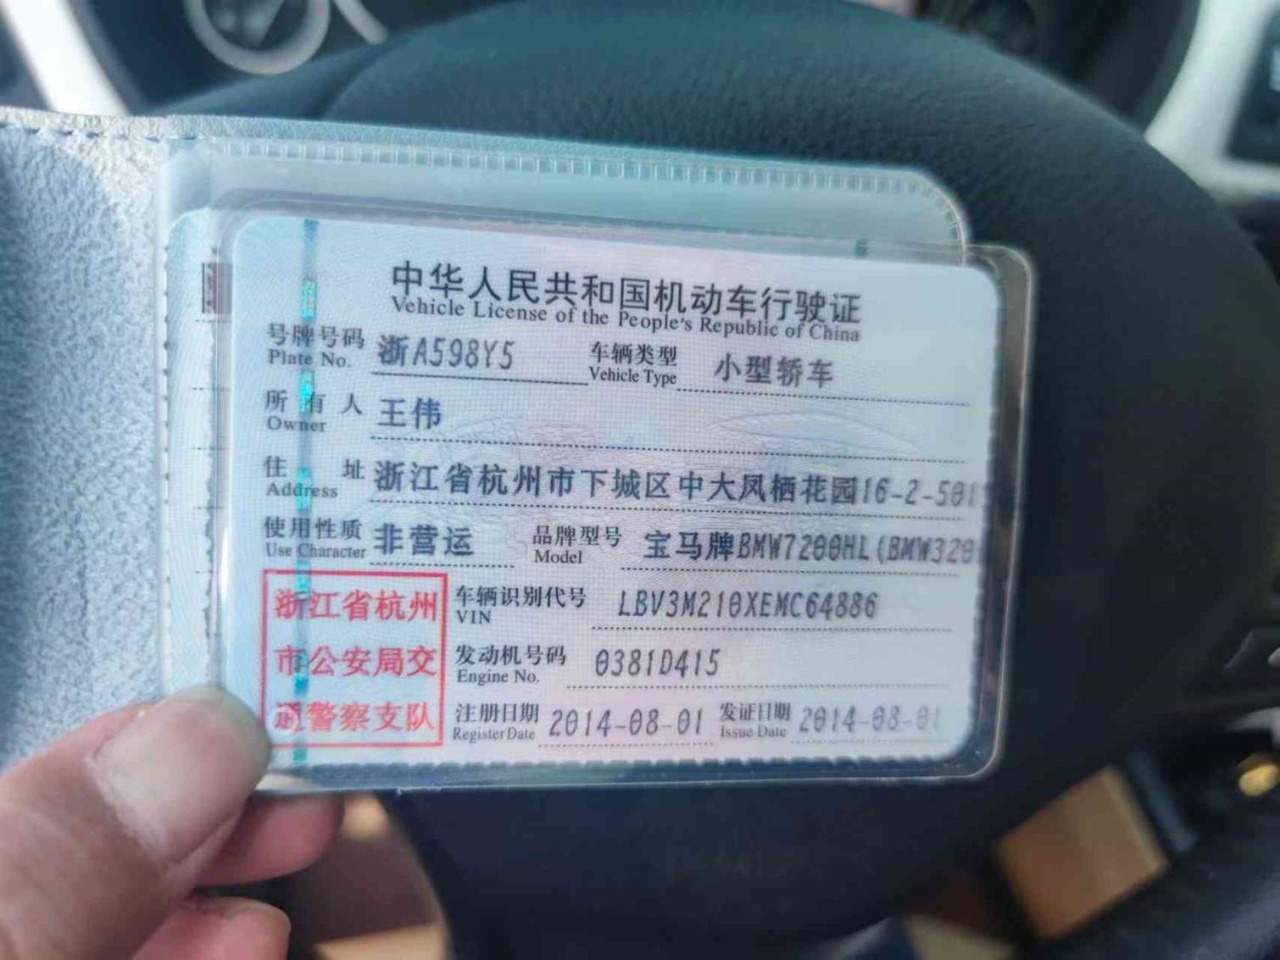 中华人民共和国机动车行驶证
Vehicle License of the People's Republic of China
号牌号码 浙A598Y5 车辆类型 小型轿车
Plate No. Vehicle Type
所有人 王伟
Owner
住址 浙江省杭州市下城区中大凤栖花园16-2-501
Address
使用性质 非营运 品牌型号 宝马牌BMW7200HL(BMW320
Use Character Model
浙江省杭州
市公安局交
通警察支队
车辆识别代号 LBV3M210XEMC64886
VIN
发动机号码 0381D415
Engine No.
注册日期 2014-08-01 发证日期 2014-08-01
Register Date Issue Date